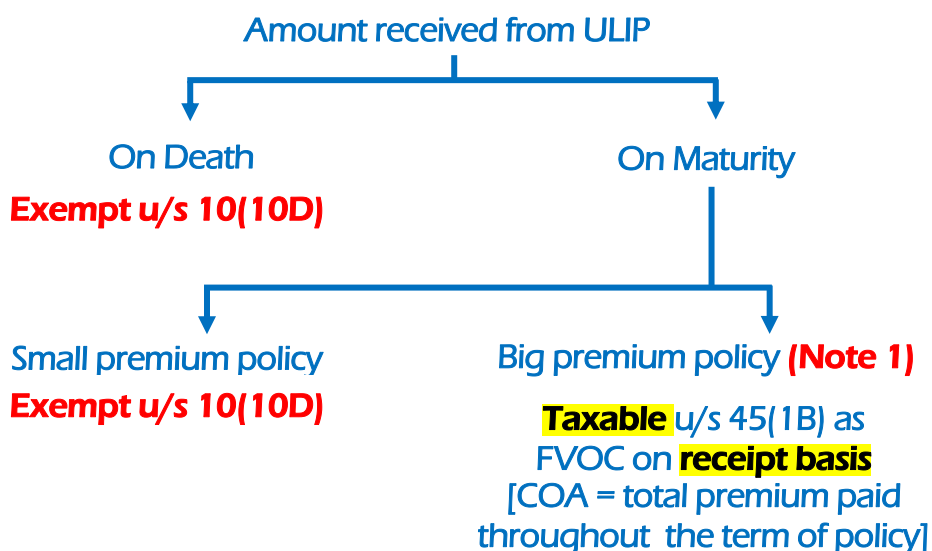 Amount received from ULIP
On Death
On Maturity
Exempt u/s 10(10D)
Small premium policy
Exempt u/s 10(10D)
Big premium policy (Note 1)
Taxable u/s 45(1B) as
FVOC on receipt basis
[COA = total premium paid
throughout the term of policy]